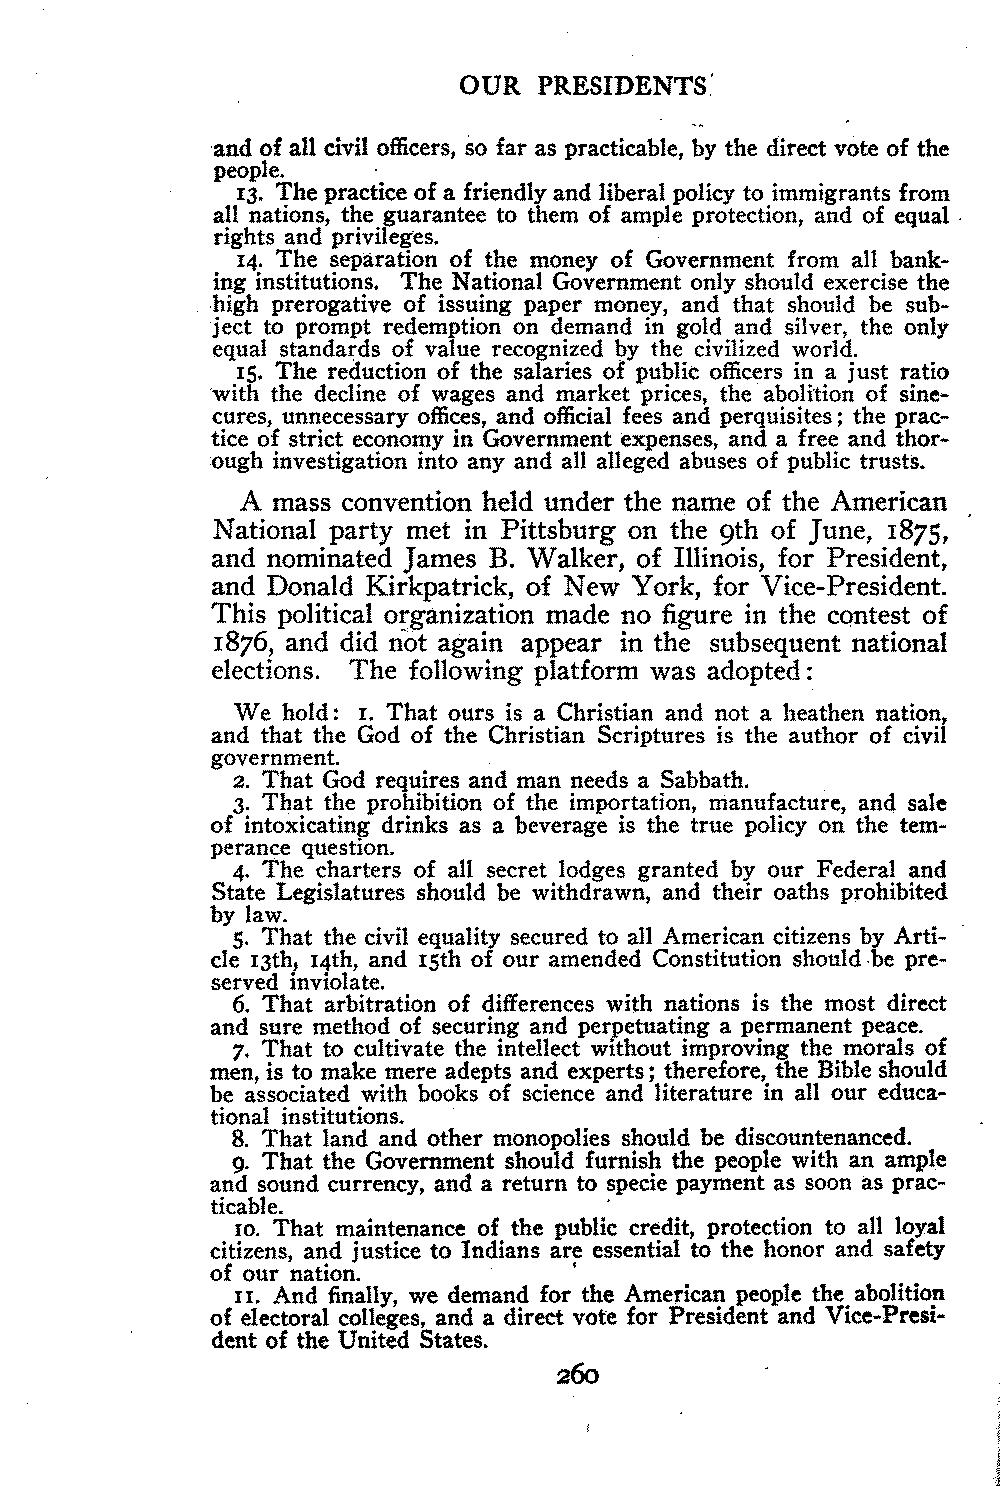 OUR PRESIDENTS
and of all civil officers, so far as practicable, by the direct vote of the
people.
13. The practice of a friendly and liberal policy to immigrants from
all nations, the guarantee to them of ample protection, and of equal
rights and privileges.
14. The separation of the money of Government from all bank-
ing institutions. The National Government only should exercise the
high prerogative of issuing paper money, and that should be sub-
ject to prompt redemption on demand in gold and silver, the only
equal standards of value recognized by the civilized world.
15. The reduction of the salaries of public officers in a just ratio
with the decline of wages and market prices, the abolition of sine-
cures, unnecessary offices, and official fees and perquisites; the prac-
tice of strict economy in Government expenses, and a free and thor-
ough investigation into any and all alleged abuses of public trusts.
A mass convention held under the name of the American
National party met in Pittsburg on the 9th of June, 1875,
and nominated James B. Walker, of Illinois, for President,
and Donald Kirkpatrick, of New York, for Vice-President.
This political organization made no figure in the contest of
1876, and did not again appear in the subsequent national
elections. The following platform was adopted:
We hold: 1. That ours is a Christian and not a heathen nation,
and that the God of the Christian Scriptures is the author of civil
government.
2. That God requires and man needs a Sabbath.
3. That the prohibition of the importation, manufacture, and sale
of intoxicating drinks as a beverage is the true policy on the tem-
perance question.
4. The charters of all secret lodges granted by our Federal and
State Legislatures should be withdrawn, and their oaths prohibited
by law.
5. That the civil equality secured to all American citizens by Arti-
cle 13th, 14th, and 15th of our amended Constitution should be pre-
served inviolate.
6. That arbitration of differences with nations is the most direct
and sure method of securing and perpetuating a permanent peace.
7. That to cultivate the intellect without improving the morals of
men, is to make mere adepts and experts; therefore, the Bible should
be associated with books of science and literature in all our educa-
tional institutions.
8. That land and other monopolies should be discountenanced.
9. That the Government should furnish the people with an ample
and sound currency, and a return to specie payment as soon as prac-
ticable.
10. That maintenance of the public credit, protection to all loyal
citizens, and justice to Indians are essential to the honor and safety
of our nation.
11. And finally, we demand for the American people the abolition
of electoral colleges, and a direct vote for President and Vice-Presi-
dent of the United States.
260